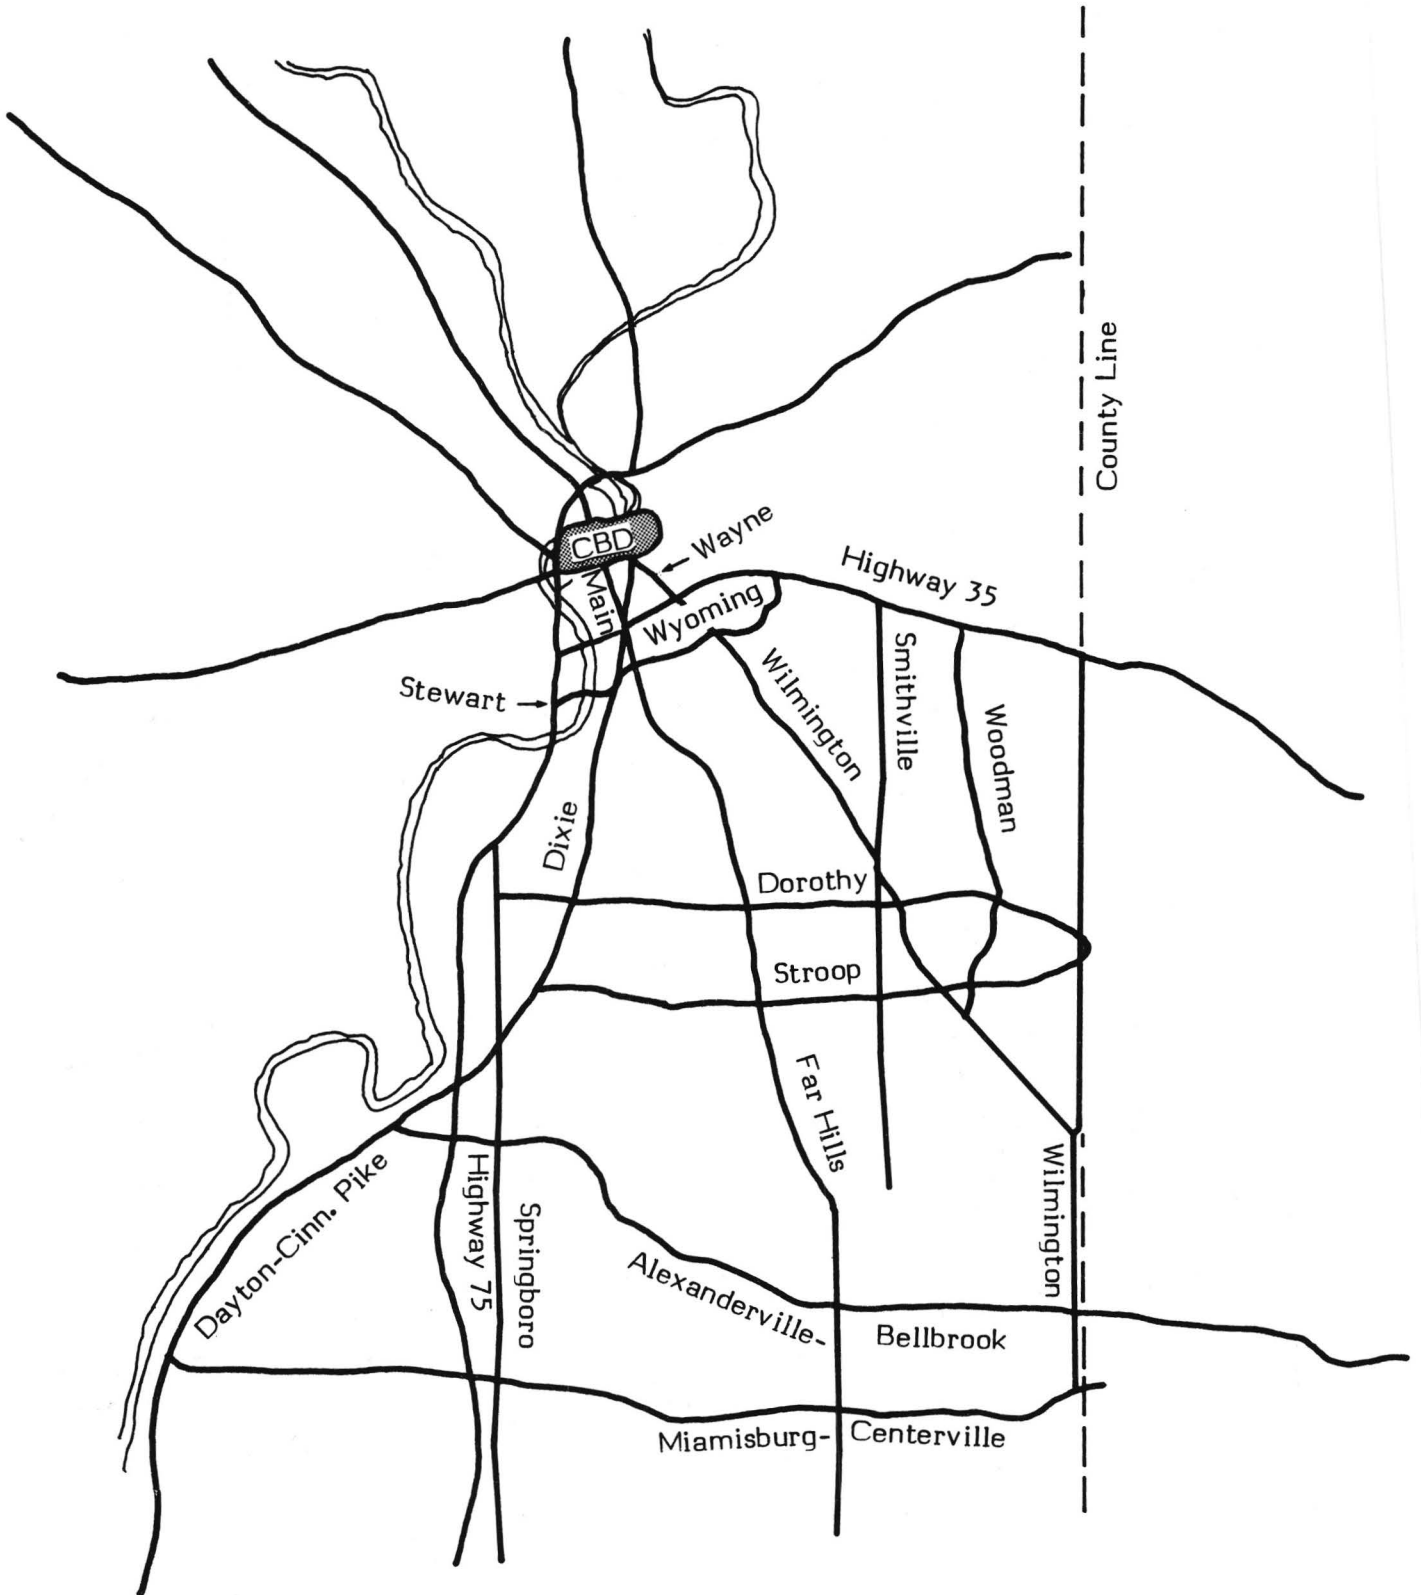 County Line
CBD
Wayne
Highway 35
Main
Wyoming
Stewart
Wilmington
Smithville
Woodman
Dixie
Dorothy
Stroop
Far Hills
Dayton-Cinn. Pike
Highway 75
Springboro
Wilmington
Alexanderville-
Bellbrook
Miamisburg-
Centerville